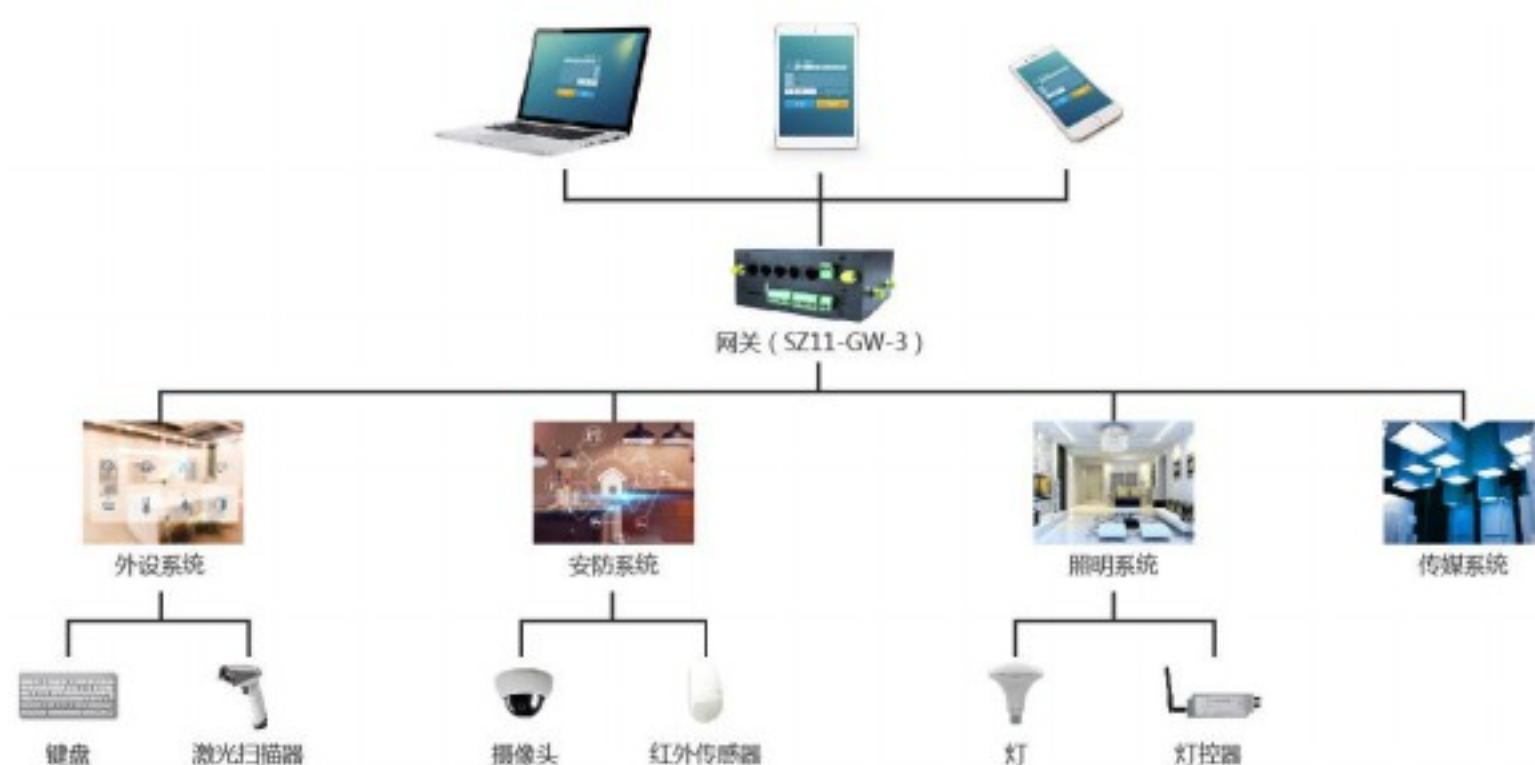 网关（SZ11-GW-3）
外设系统
安防系统
照明系统
传媒系统
键盘
激光扫描器
摄像头
红外传感器
灯
灯控器